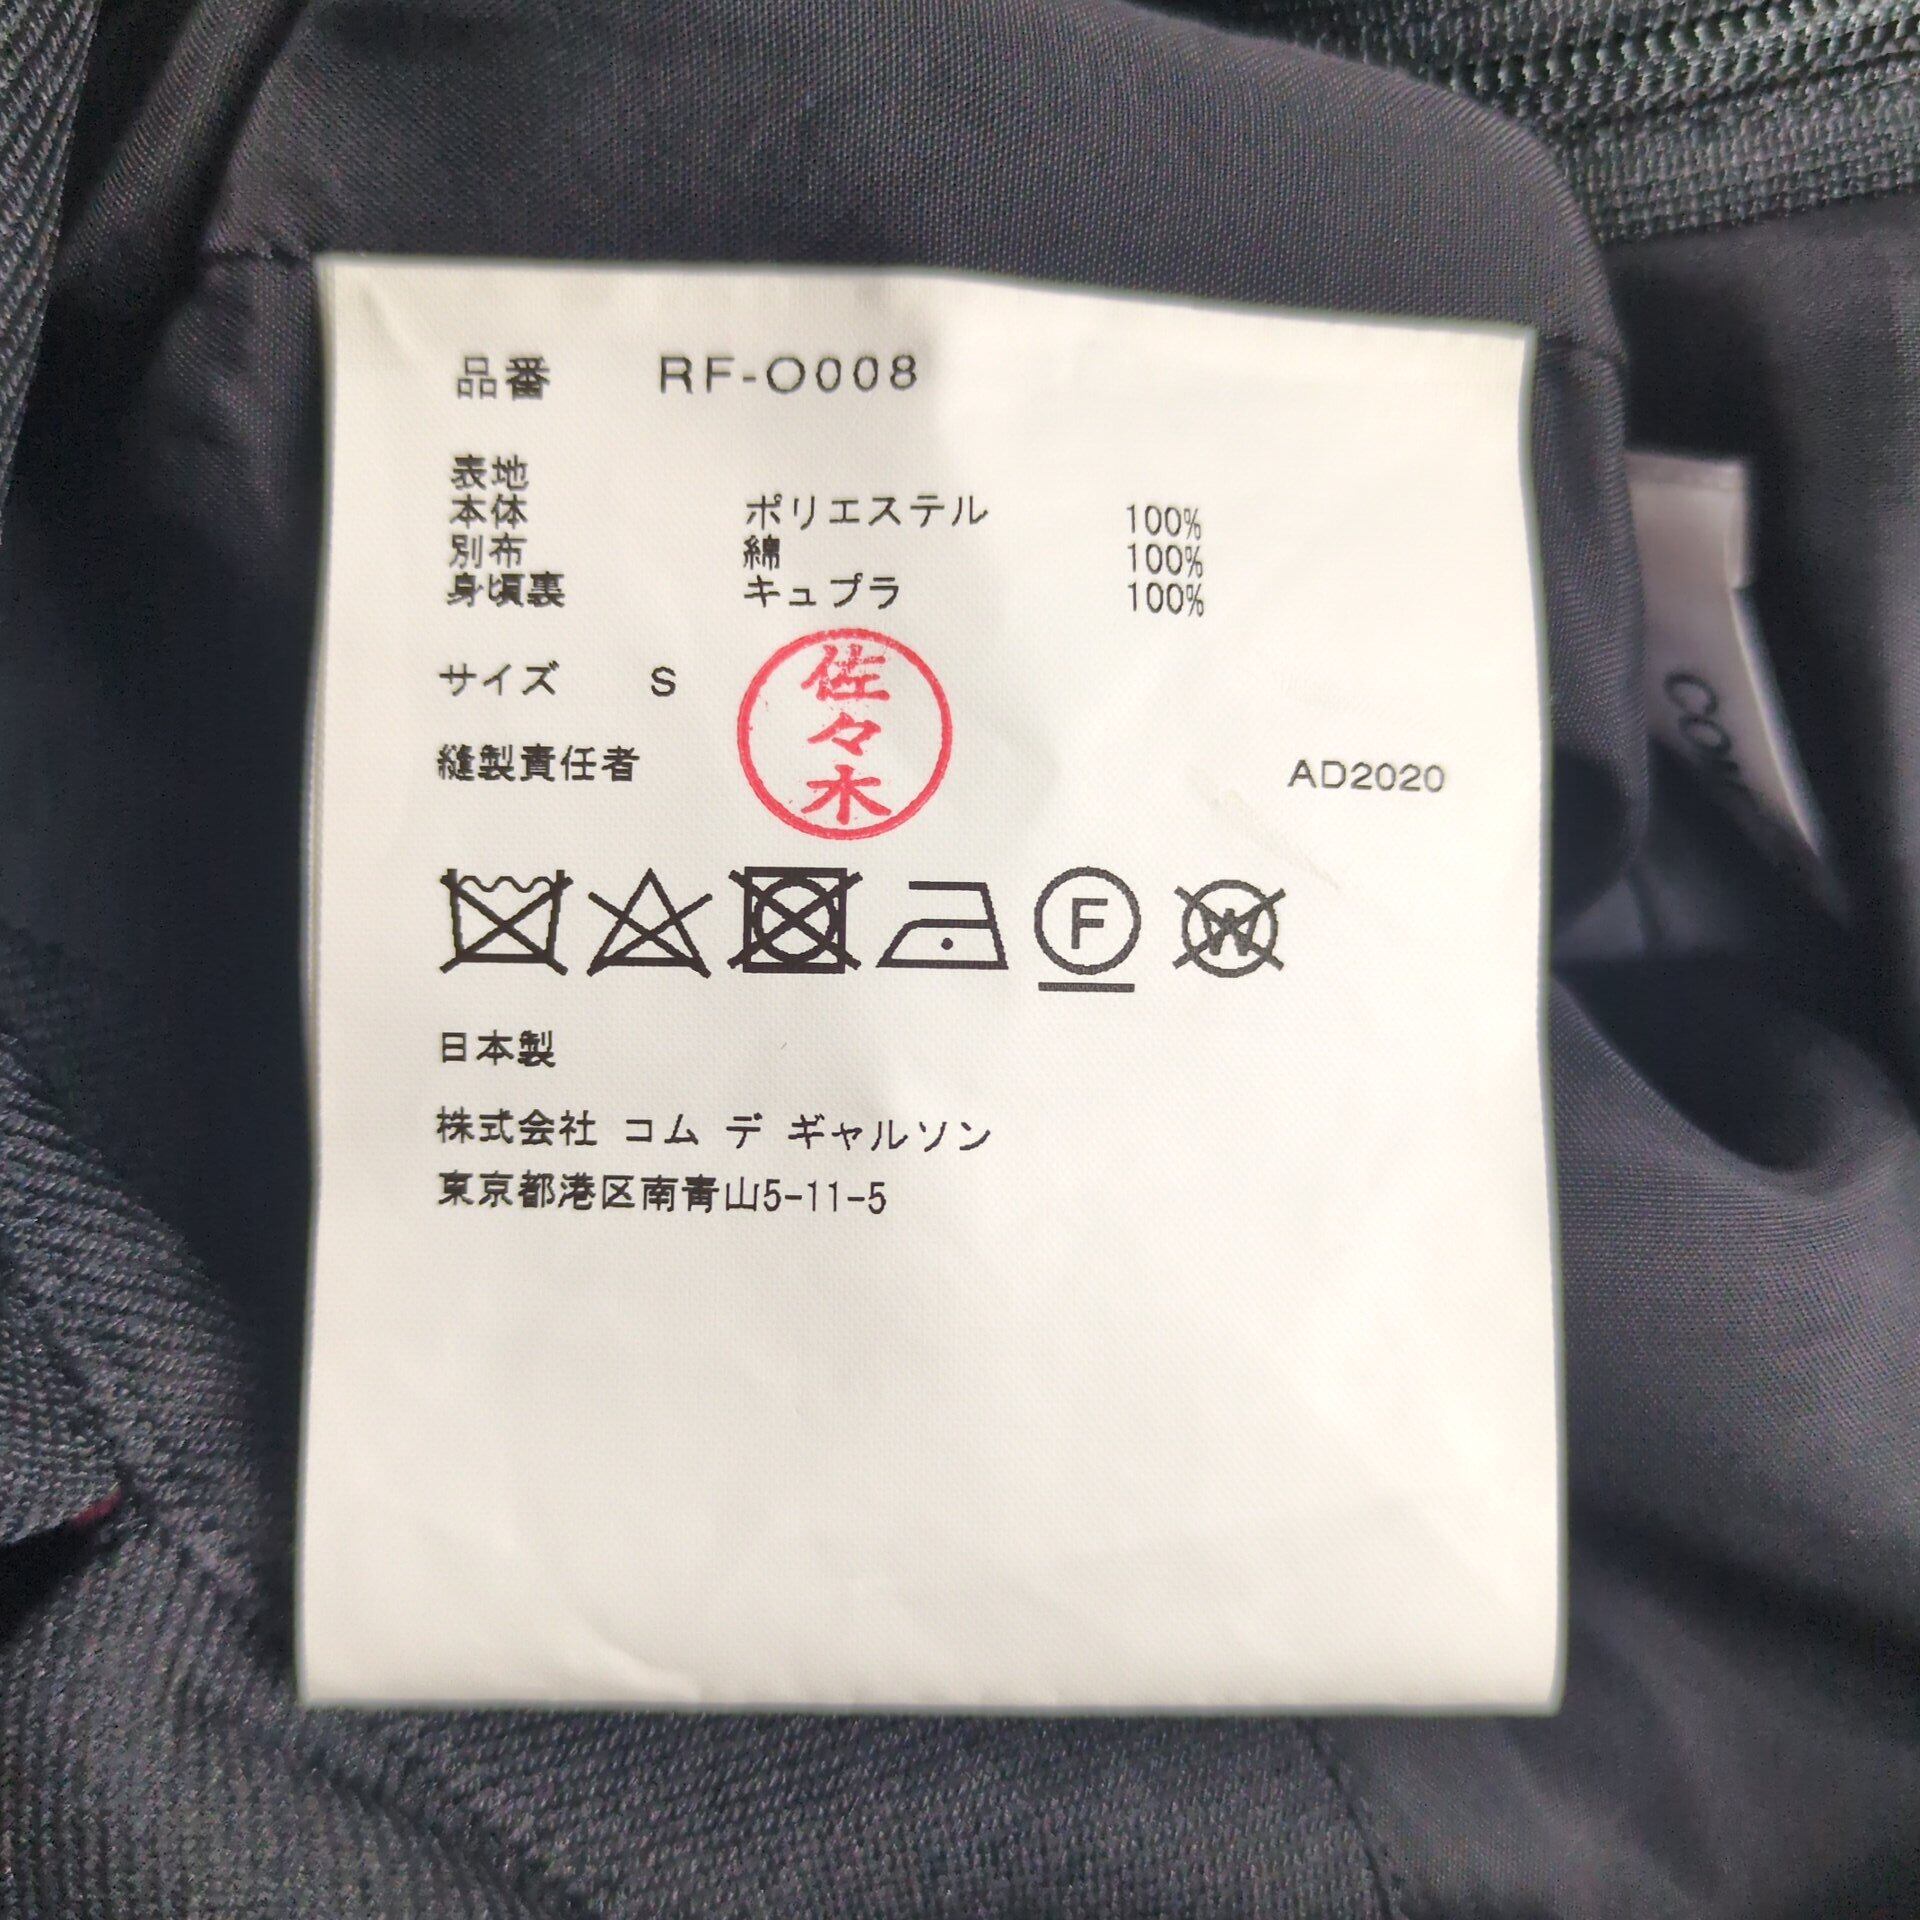 品番 RF-O008
表地
本体 ポリエステル 100%
別布 綿 100%
身頃裏 キュプラ 100%
サイズ S
佐々木
縫製責任者 AD2020
F W
日本製
株式会社 コム デ ギャルソン
東京都港区南青山5-11-5